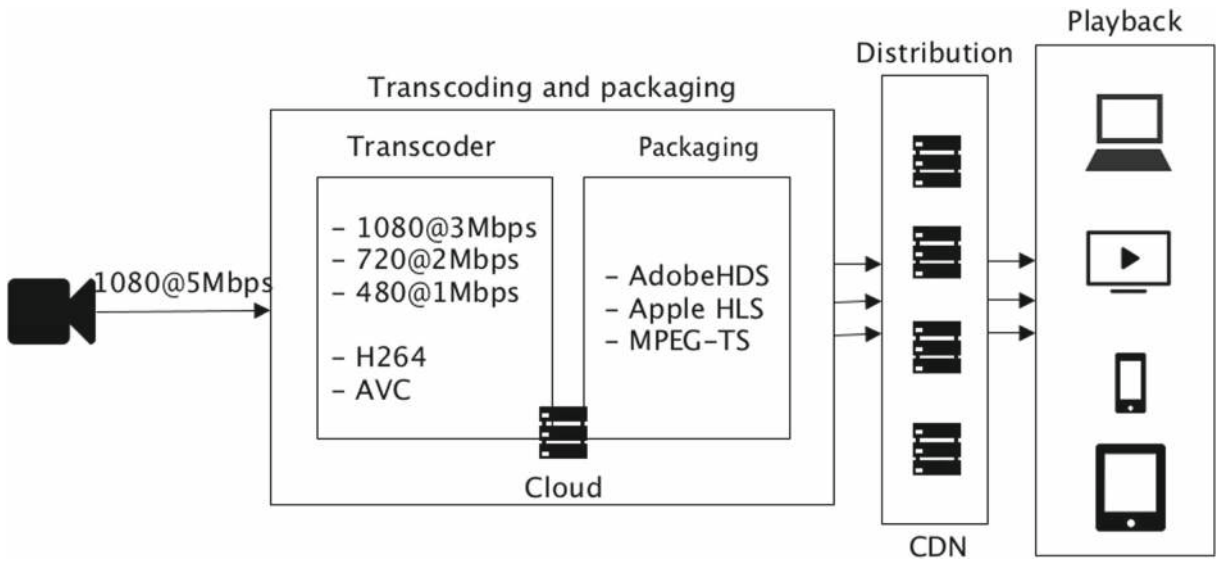 Playback
Distribution
Transcoding and packaging
Transcoder
Packaging
- 1080@3Mbps
- 720@2Mbps
- 480@1Mbps
- H264
- AVC
- AdobeHDS
- Apple HLS
- MPEG-TS
1080@5Mbps
Cloud
CDN